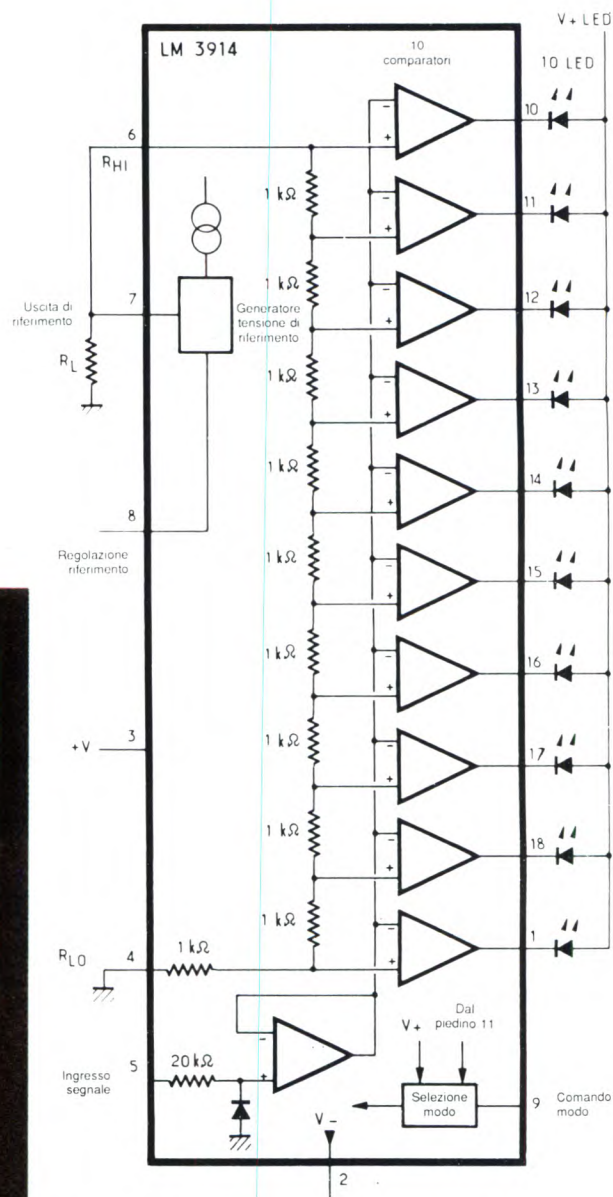 V+ LED
LM 3914
10
comparatori
10 LED
-
+
10
6
RHI
1 kΩ
-
+
11
1 kΩ
-
+
12
Uscita di
riferimento
7
Generatore
tensione di
riferimento
RL
1 kΩ
-
+
13
1 kΩ
-
+
14
8
Regolazione
riferimento
1 kΩ
-
+
15
1 kΩ
-
+
16
+V
3
1 kΩ
-
+
17
1 kΩ
-
+
18
1 kΩ
-
+
1
RLO
4
1 kΩ
Dal
piedino 11
V+
-
+
Ingresso
segnale
5
20 kΩ
Selezione
modo
9
Comando
modo
V-
2